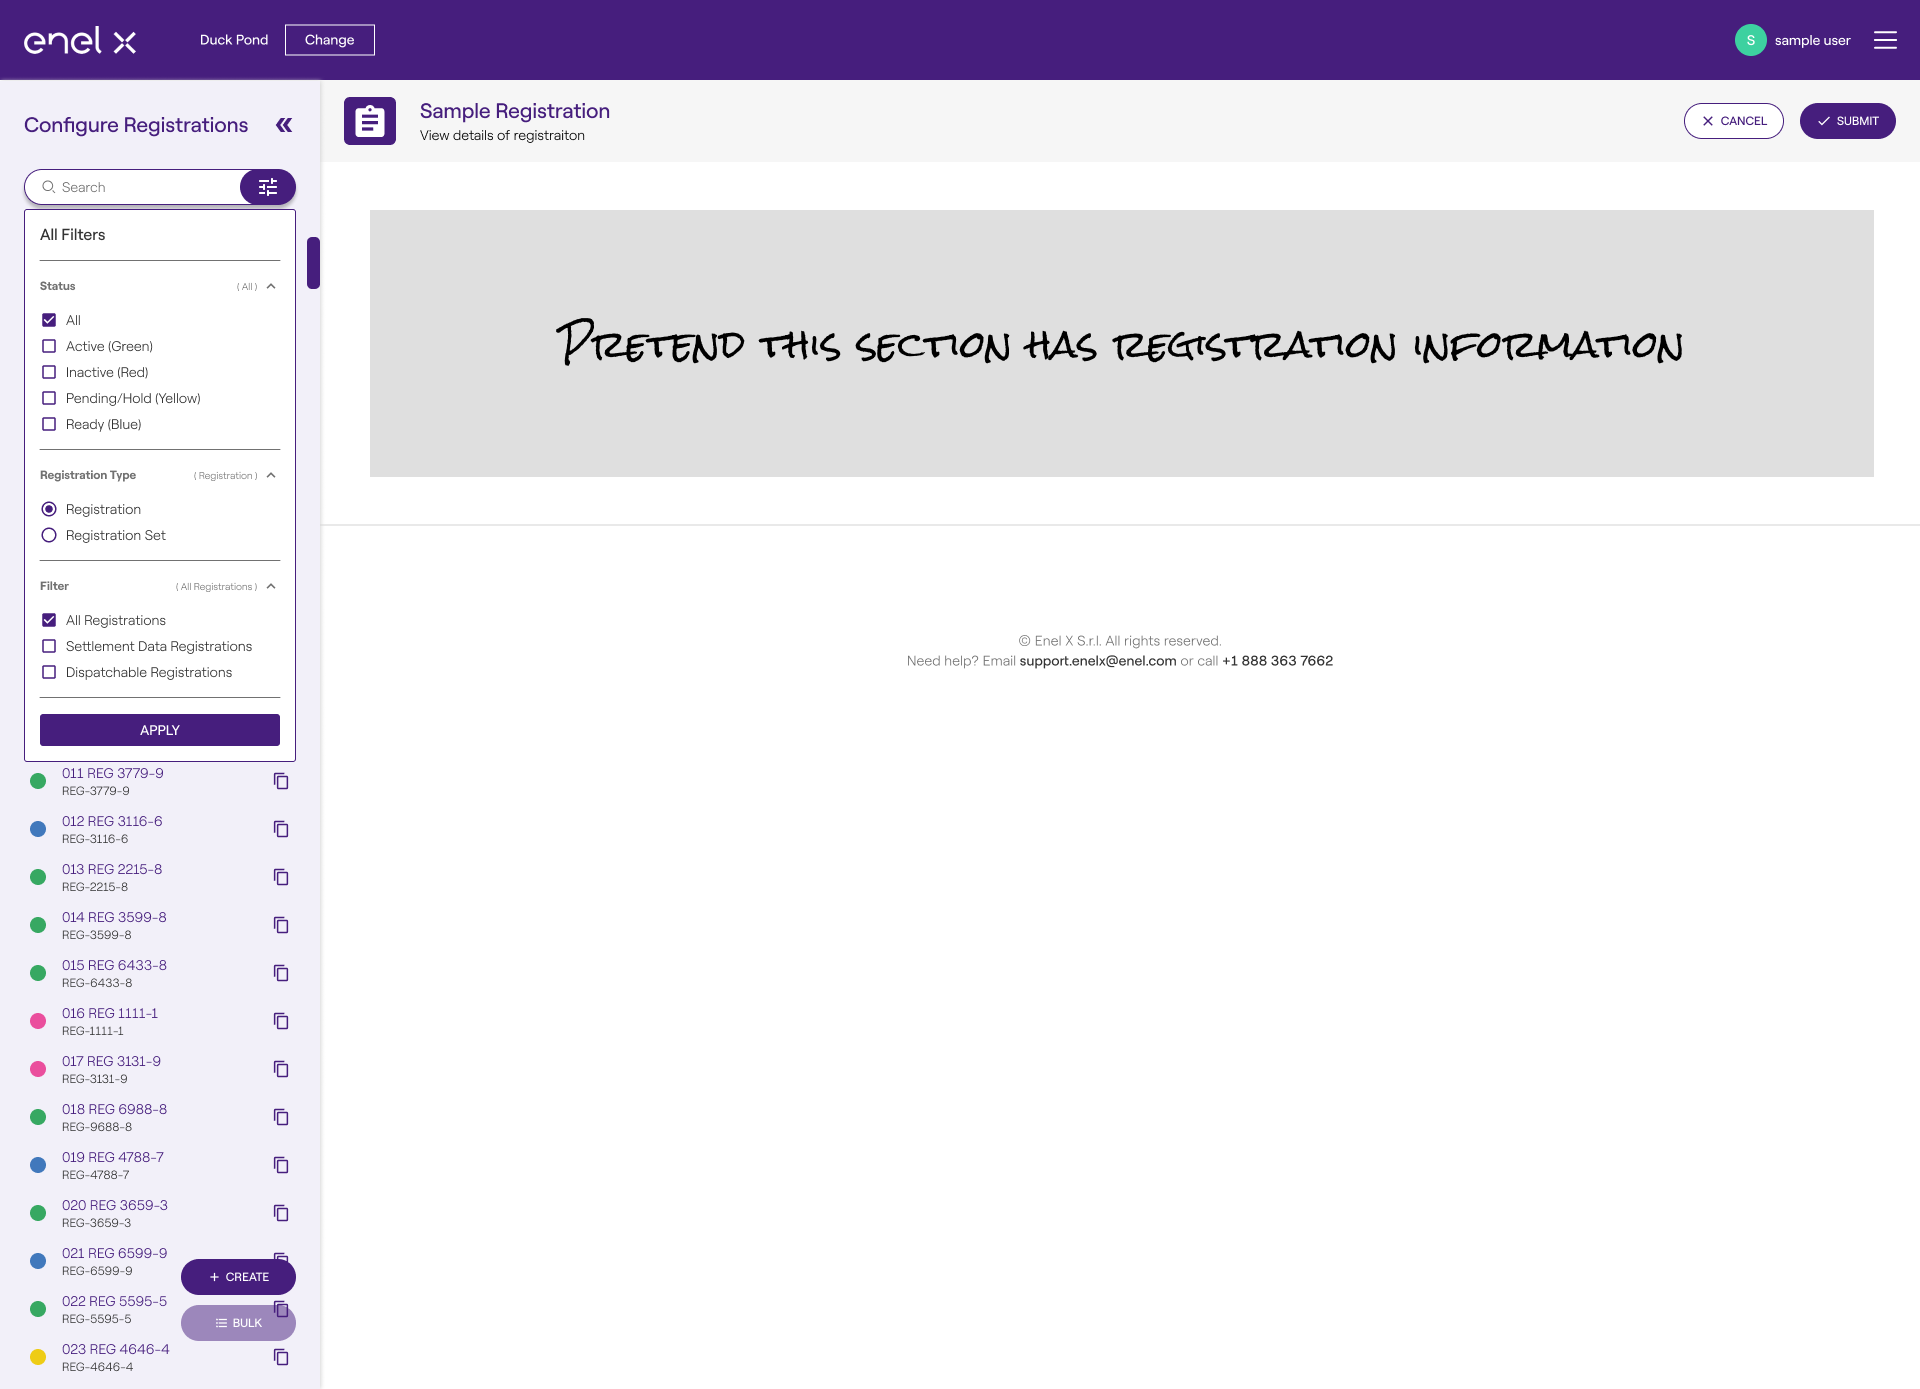 enel x
Duck Pond
Change
S
sample user
Configure Registrations
Search
All Filters
Status
( All )
All
Active (Green)
Inactive (Red)
Pending/Hold (Yellow)
Ready (Blue)
Registration Type
( Registration )
Registration
Registration Set
Filter
( All Registrations )
All Registrations
Settlement Data Registrations
Dispatchable Registrations
APPLY
011 REG 3779-9
REG-3779-9
012 REG 3116-6
REG-3116-6
013 REG 2215-8
REG-2215-8
014 REG 3599-8
REG-3599-8
015 REG 6433-8
REG-6433-8
016 REG 1111-1
REG-1111-1
017 REG 3131-9
REG-3131-9
018 REG 6988-8
REG-9688-8
019 REG 4788-7
REG-4788-7
020 REG 3659-3
REG-3659-3
021 REG 6599-9
REG-6599-9
022 REG 5595-5
REG-5595-5
023 REG 4646-4
REG-4646-4
CREATE
BULK
Sample Registration
View details of registraiton
CANCEL
SUBMIT
Pretend this section has registration information
© Enel X S.r.l. All rights reserved.
Need help? Email support.enelx@enel.com or call +1 888 363 7662